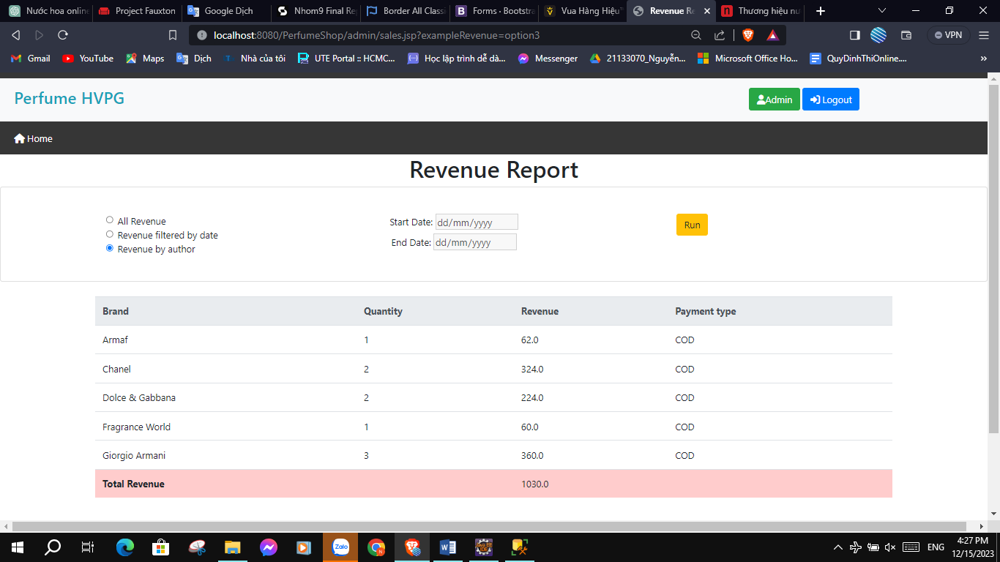 Nước hoa online
Project Fauxton
Google Dịch
Nhom9 Final Re
Border All Class
Forms · Bootstra
Vua Hàng Hiệu
Revenue Re
Thương hiệu nu
localhost:8080/PerfumeShop/admin/sales.jsp?exampleRevenue=option3
VPN
Gmail
YouTube
Maps
Dịch
Nhà của tôi
UTE Portal :: HCMC...
Học lập trình dễ dà...
Messenger
21133070_Nguyễn...
Microsoft Office Ho...
QuyDinhThiOnline....
Perfume HVPG
Admin
Logout
Home
Revenue Report
All Revenue
Revenue filtered by date
Revenue by author
Start Date: dd/mm/yyyy
End Date: dd/mm/yyyy
Run
Brand Quantity Revenue Payment type
Armaf 1 62.0 COD
Chanel 2 324.0 COD
Dolce & Gabbana 2 224.0 COD
Fragrance World 1 60.0 COD
Giorgio Armani 3 360.0 COD
Total Revenue 1030.0
Zalo
ENG
4:27 PM
12/15/2023